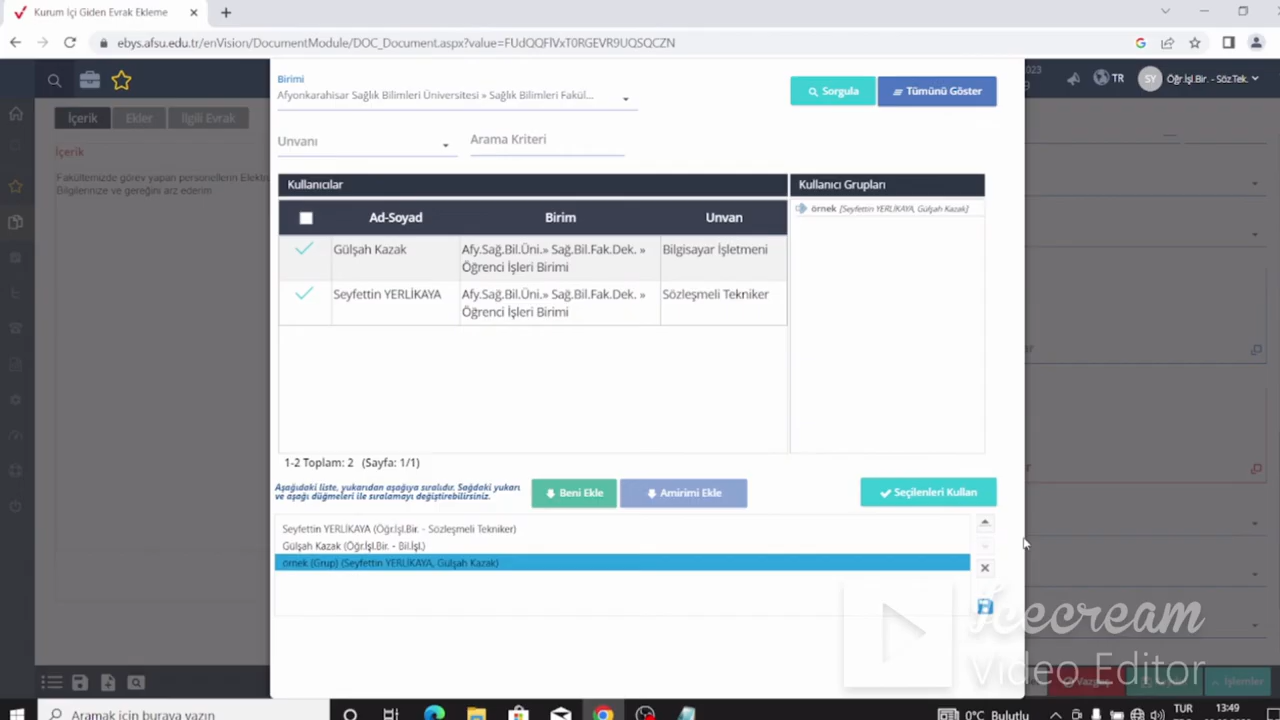 Kurum İçi Giden Evrak Ekleme
ebys.afsu.edu.tr/enVision/DocumentModule/DOC_Document.aspx?value=FUdQQFlVxT0RGEVR9UQSQCZN
2023
TR
SY
Öğr.İşl.Bir. - Söz.Tek.
İçerik
Ekler
İlgili Evrak
İçerik
Fakültemizde görev yapan personellerin Elektr
Bilgilerinize ve gereğini arz ederim
Birimi
Afyonkarahisar Sağlık Bilimleri Üniversitesi » Sağlık Bilimleri Fakül...
Sorgula
Tümünü Göster
Unvanı
Arama Kriteri
Kullanıcılar
Kullanıcı Grupları
Ad-Soyad
Birim
Unvan
örnek [Seyfettin YERLİKAYA, Gülşah Kazak]
Gülşah Kazak
Afy.Sağ.Bil.Üni.» Sağ.Bil.Fak.Dek. »
Öğrenci İşleri Birimi
Bilgisayar İşletmeni
Seyfettin YERLİKAYA
Afy.Sağ.Bil.Üni.» Sağ.Bil.Fak.Dek. »
Öğrenci İşleri Birimi
Sözleşmeli Tekniker
1-2 Toplam: 2 (Sayfa: 1/1)
Aşağıdaki liste, yukarıdan aşağıya sıralıdır. Sağdaki yukarı
ve aşağı düğmeleri ile sıralamayı değiştirebilirsiniz.
Beni Ekle
Amirimi Ekle
Seçilenleri Kullan
Seyfettin YERLİKAYA (Öğr.İşl.Bir. - Sözleşmeli Tekniker)
Gülşah Kazak (Öğr.İşl.Bir. - Bil.İşl.)
örnek (Grup) (Seyfettin YERLİKAYA, Gülşah Kazak)
Icecream
Video Editor
İşlemler
Aramak için buraya yazın
0°C Bulutlu
TUR
13:49